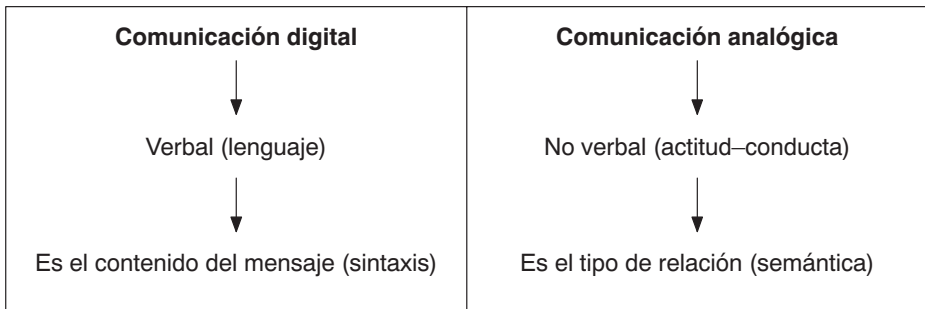 Comunicación digital
Verbal (lenguaje)
Es el contenido del mensaje (sintaxis)
Comunicación analógica
No verbal (actitud–conducta)
Es el tipo de relación (semántica)